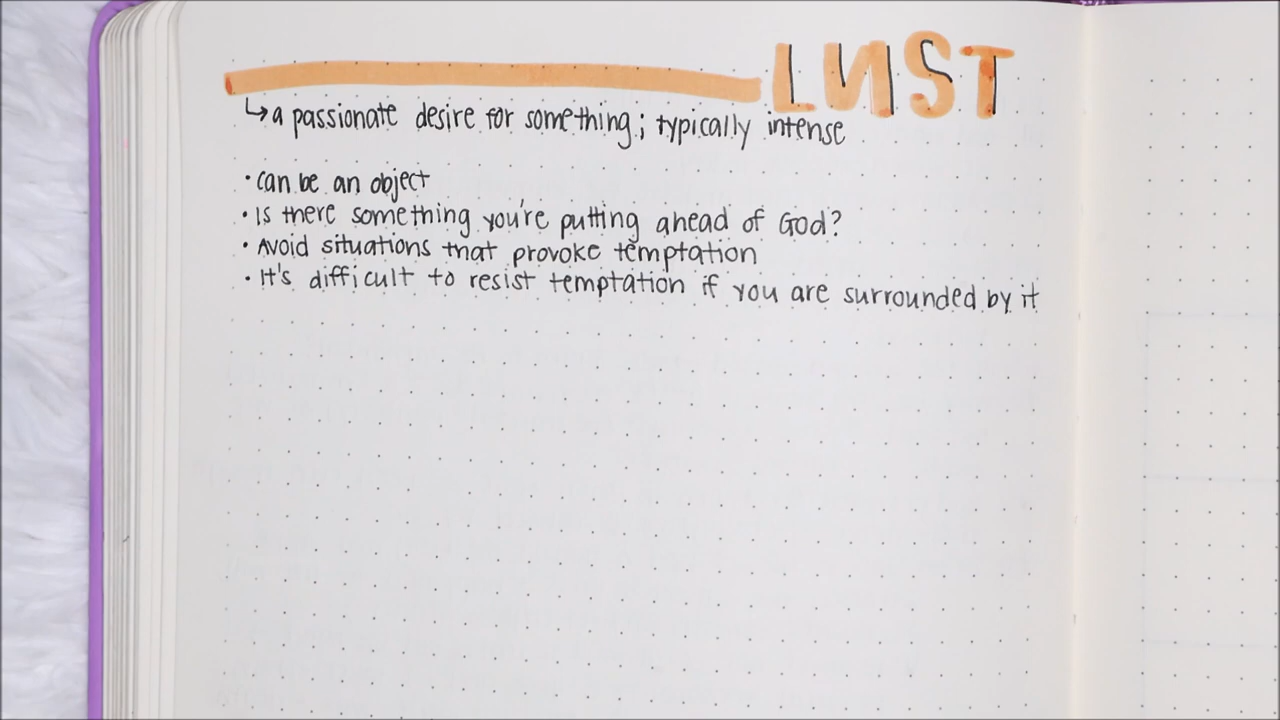 LUST
↳a passionate desire for something; typically intense
• can be an object
• Is there something you're putting ahead of God?
• Avoid situations that provoke temptation
• It's difficult to resist temptation if you are surrounded by it